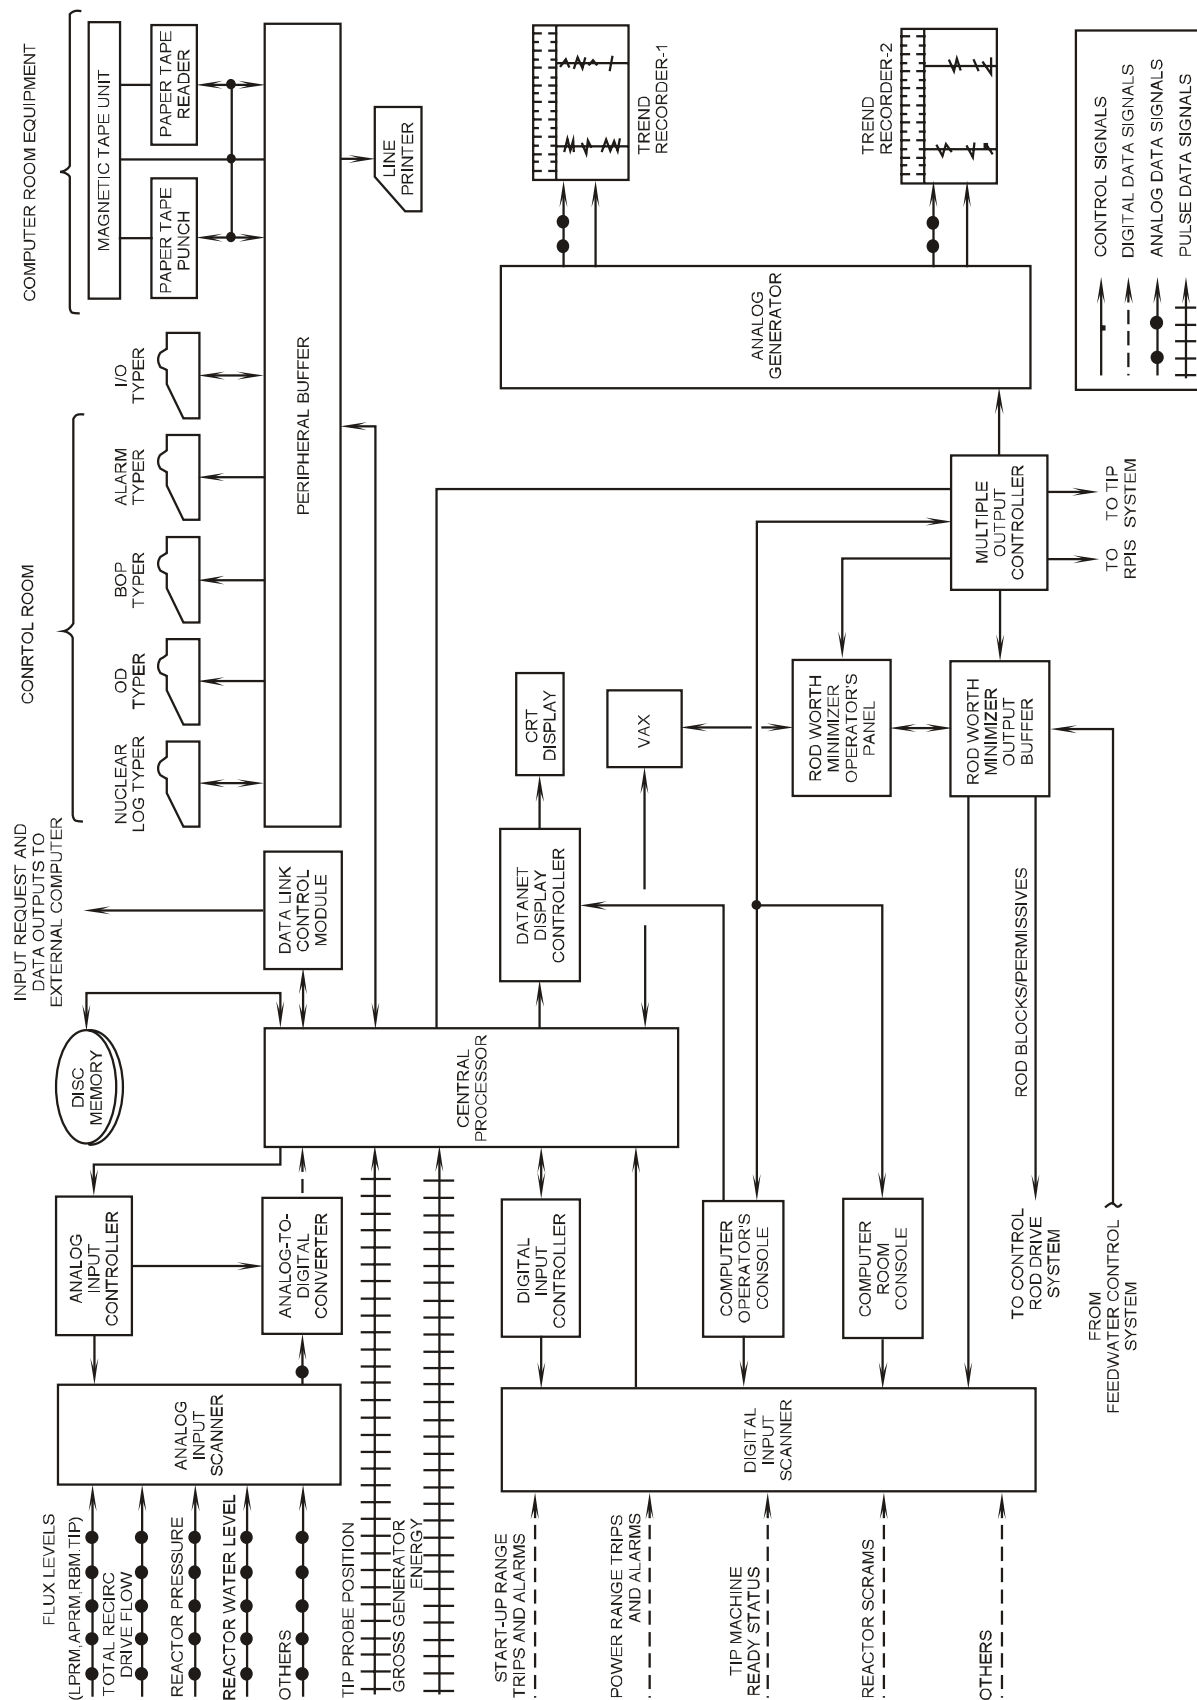 COMPUTER ROOM EQUIPMENT
MAGNETIC TAPE UNIT
PAPER TAPE
READER
PAPER TAPE
PUNCH
LINE
PRINTER
CONRTOL ROOM
I/O
TYPER
ALARM
TYPER
BOP
TYPER
OD
TYPER
NUCLEAR
LOG TYPER
PERIPHERAL BUFFER
TREND
RECORDER-1
TREND
RECORDER-2
ANALOG
GENERATOR
CONTROL SIGNALS
DIGITAL DATA SIGNALS
ANALOG DATA SIGNALS
PULSE DATA SIGNALS
MULTIPLE
OUTPUT
CONTROLLER
TO TIP
SYSTEM
TO
RPIS
INPUT REQUEST AND
DATA OUTPUTS TO
EXTERNAL COMPUTER
DATA LINK
CONTROL
MODULE
DISC
MEMORY
CRT
DISPLAY
DATANET
DISPLAY
CONTROLLER
VAX
ROD WORTH
MINIMIZER
OPERATOR'S
PANEL
ROD WORTH
MINIMIZER
OUTPUT
BUFFER
CENTRAL
PROCESSOR
ROD BLOCKS/PERMISSIVES
ANALOG
INPUT
CONTROLLER
ANALOG-TO-
DIGITAL
CONVERTER
DIGITAL
INPUT
CONTROLLER
COMPUTER
OPERATOR'S
CONSOLE
COMPUTER
ROOM
CONSOLE
TO CONTROL
ROD DRIVE
SYSTEM
FROM
FEEDWATER CONTROL
SYSTEM
ANALOG
INPUT
SCANNER
DIGITAL
INPUT
SCANNER
FLUX LEVELS
(LPRM,APRM,RBM.TIP)
TOTAL RECIRC
DRIVE FLOW
REACTOR PRESSURE
REACTOR WATER LEVEL
OTHERS
TIP PROBE POSITION
GROSS GENERATOR
ENERGY
START-UP RANGE
TRIPS AND ALARMS
POWER RANGE TRIPS
AND ALARMS
TIP MACHINE
READY STATUS
REACTOR SCRAMS
OTHERS